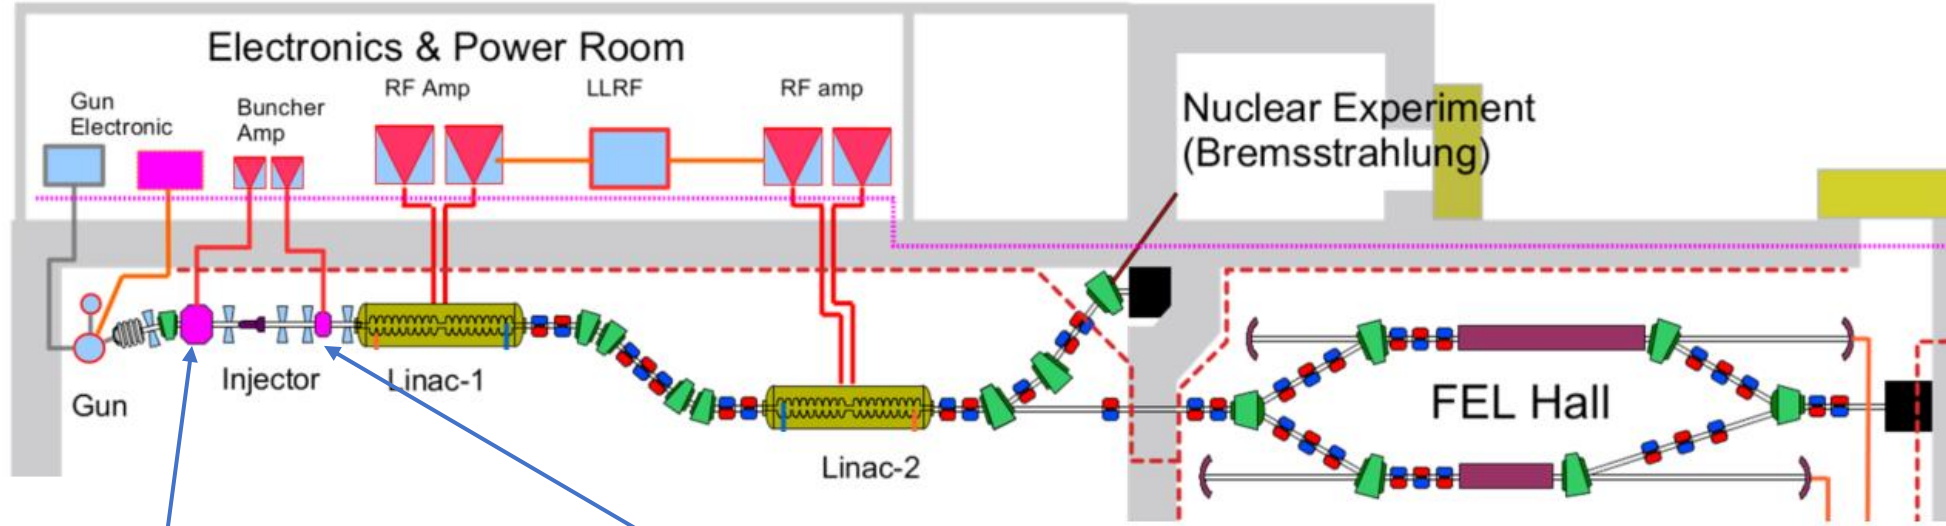 Electronics & Power Room
RF Amp
LLRF
RF amp
Gun
Electronic
Buncher
Amp
Nuclear Experiment
(Bremsstrahlung)
Gun
Injector
Linac-1
Linac-2
FEL Hall